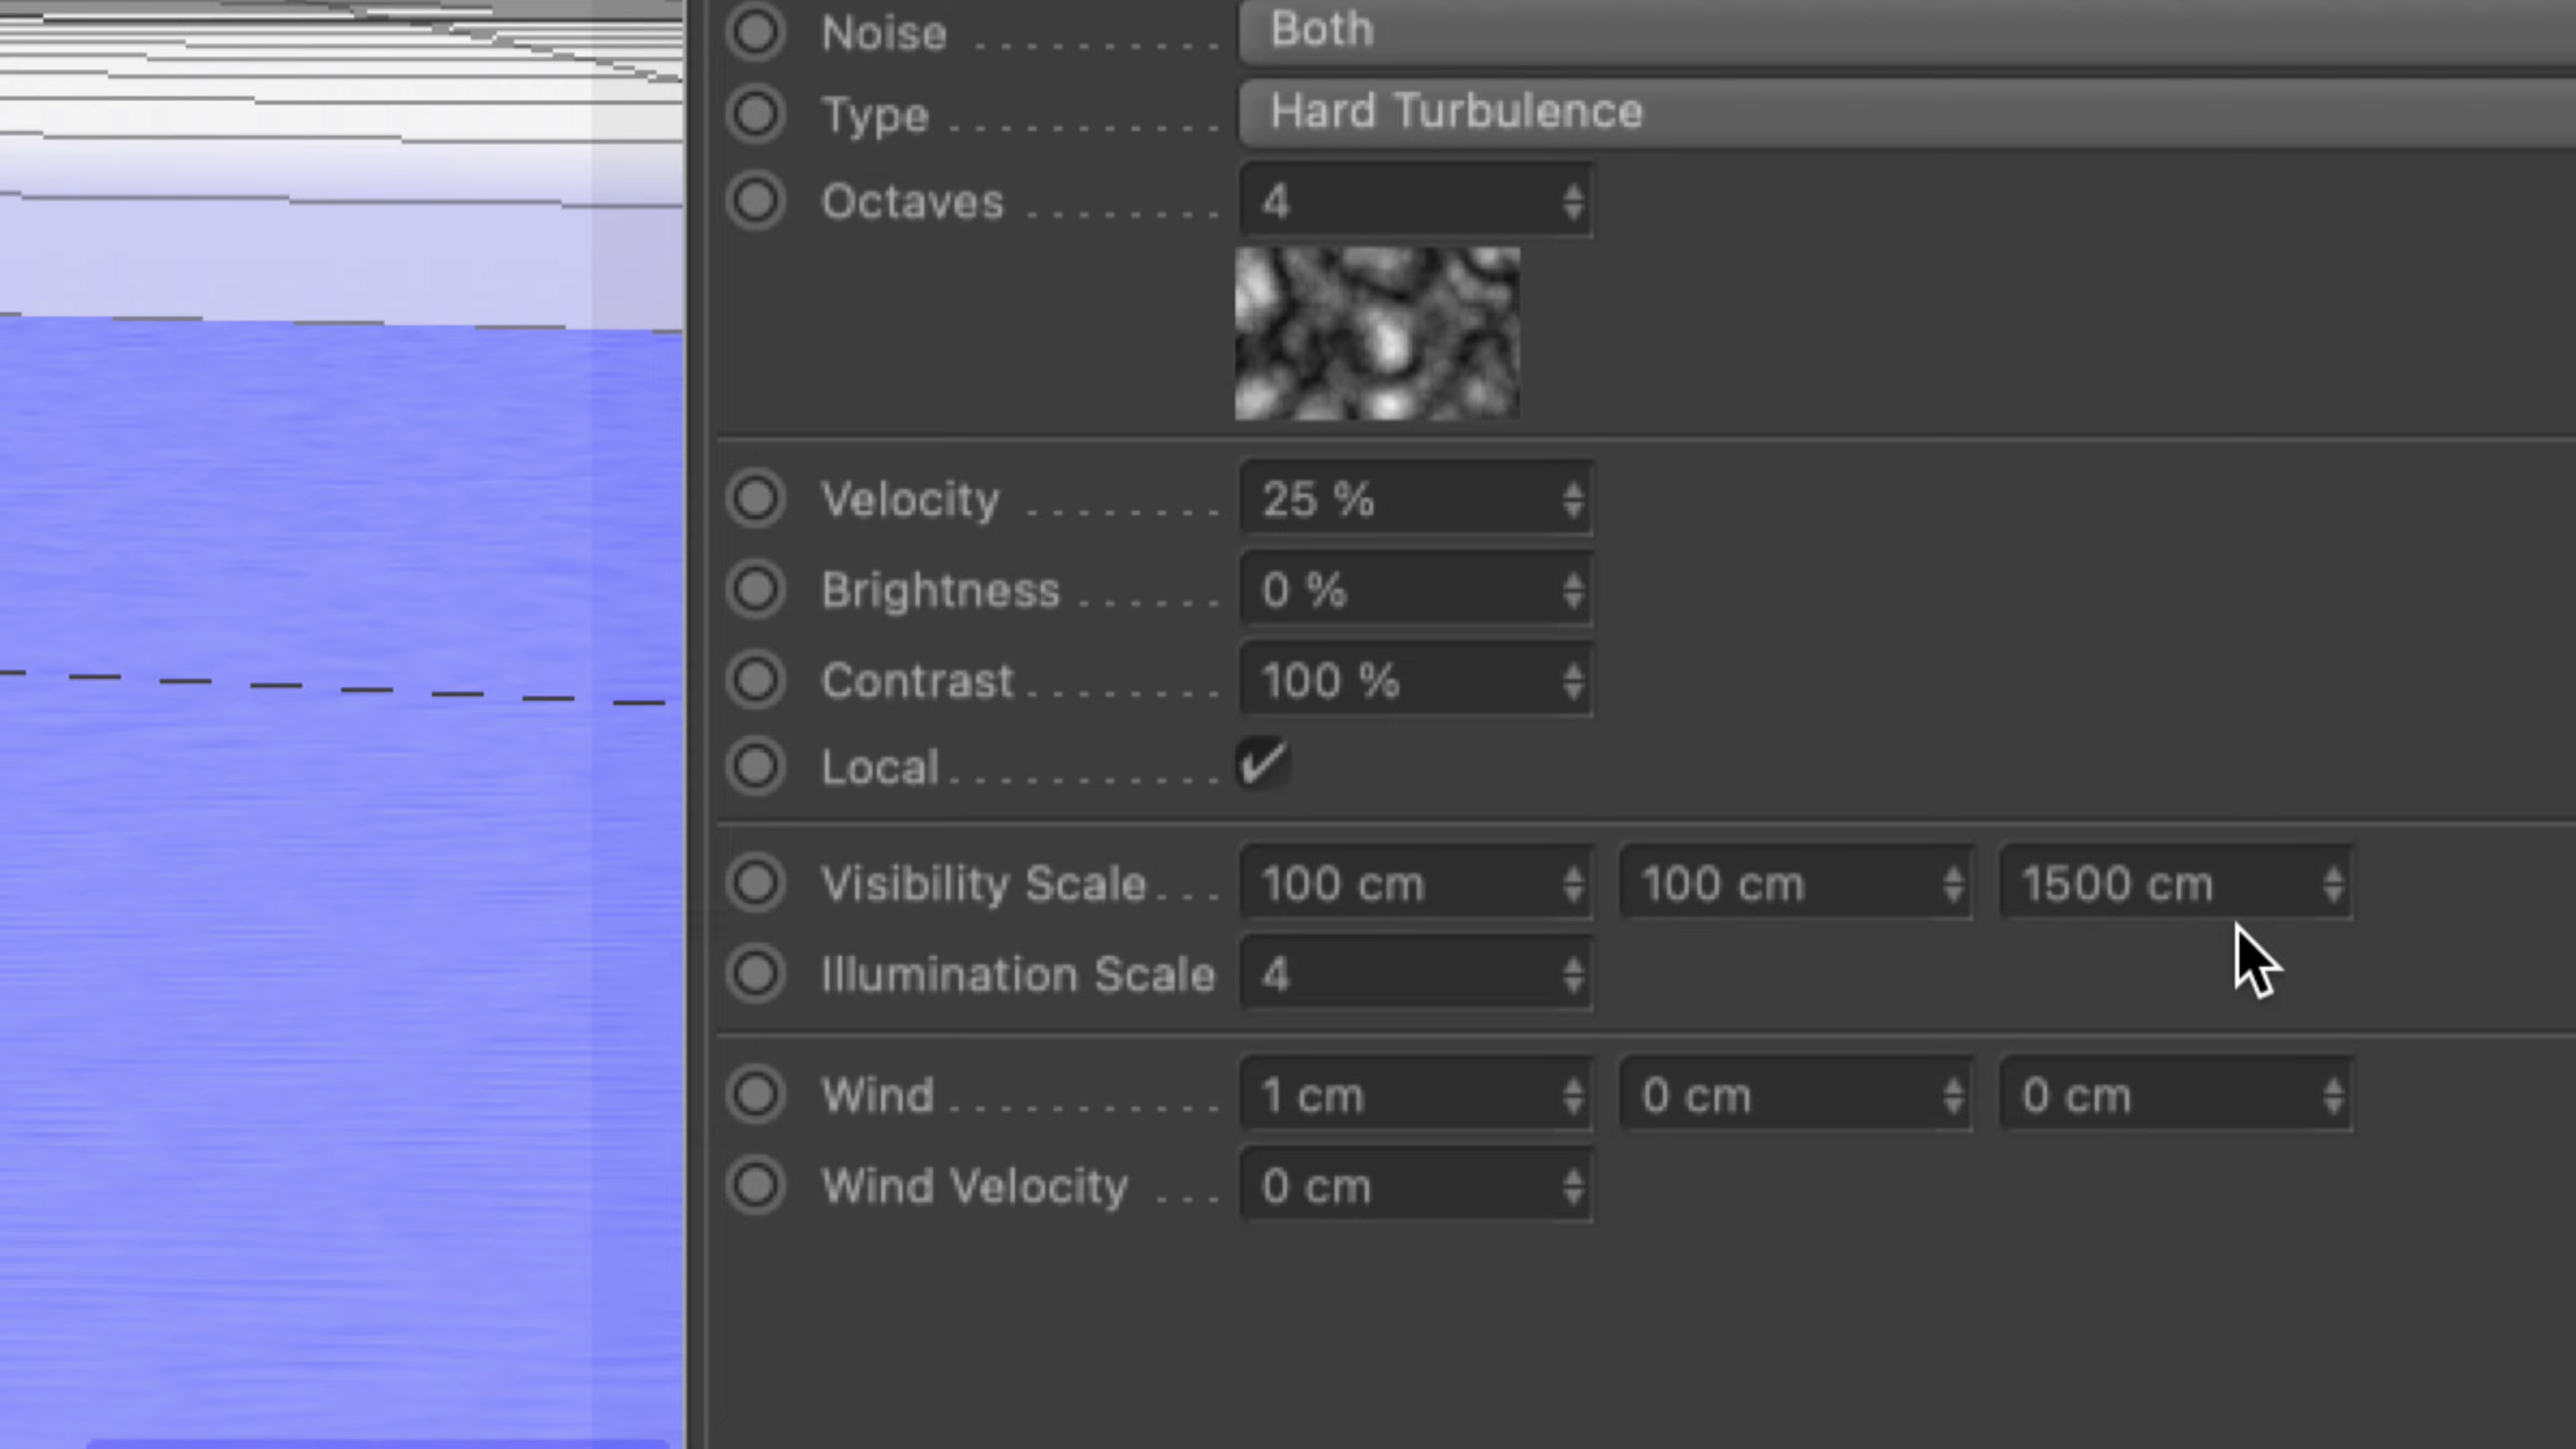 Noise .......... Both
Type ........... Hard Turbulence
Octaves ........ 4
Velocity ........ 25 %
Brightness ...... 0 %
Contrast ........ 100 %
Local ...........
Visibility Scale ... 100 cm 100 cm 1500 cm
Illumination Scale 4
Wind ........... 1 cm 0 cm 0 cm
Wind Velocity ... 0 cm